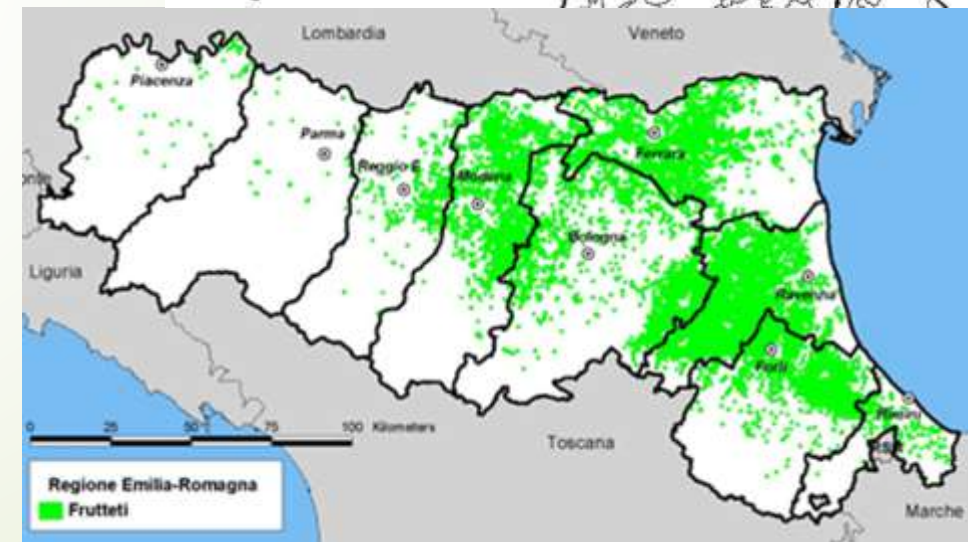 Lombardia
Veneto
Piacenza
Parma
Reggio E
Modena
Ferrara
Bologna
Liguria
Ravenna
Forlì
Rimini
0 25 50 75 100 Kilometers
Toscana
Marche
Regione Emilia-Romagna
Frutteti